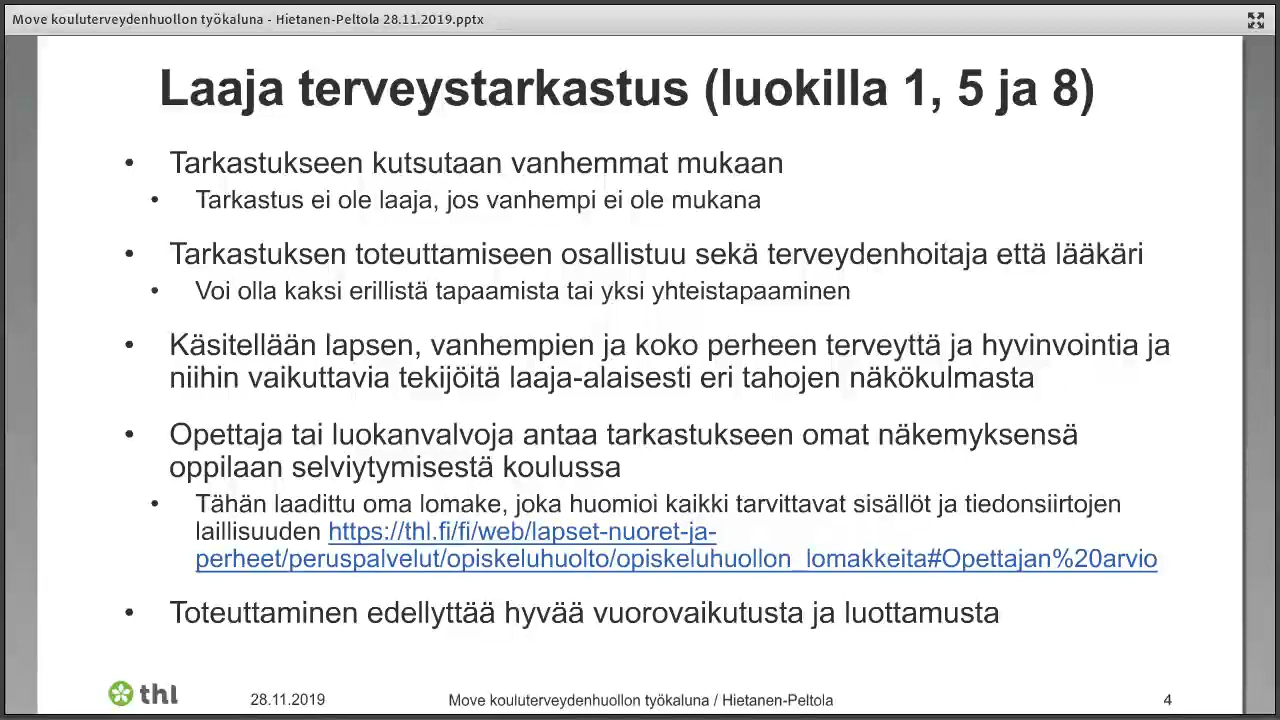 Move kouluterveydenhuollon työkaluna - Hietanen-Peltola 28.11.2019.pptx
Laaja terveystarkastus (luokilla 1, 5 ja 8)
• Tarkastukseen kutsutaan vanhemmat mukaan
• Tarkastus ei ole laaja, jos vanhempi ei ole mukana
• Tarkastuksen toteuttamiseen osallistuu sekä terveydenhoitaja että lääkäri
• Voi olla kaksi erillistä tapaamista tai yksi yhteistapaaminen
• Käsitellään lapsen, vanhempien ja koko perheen terveyttä ja hyvinvointia ja
niihin vaikuttavia tekijöitä laaja-alaisesti eri tahojen näkökulmasta
• Opettaja tai luokanvalvoja antaa tarkastukseen omat näkemyksensä
oppilaan selviytymisestä koulussa
• Tähän laadittu oma lomake, joka huomioi kaikki tarvittavat sisällöt ja tiedonsiirtojen
laillisuuden https://thl.fi/fi/web/lapset-nuoret-ja-
perheet/peruspalvelut/opiskeluhuolto/opiskeluhuollon_lomakkeita#Opettajan%20arvio
• Toteuttaminen edellyttää hyvää vuorovaikutusta ja luottamusta
thl 28.11.2019 Move kouluterveydenhuollon työkaluna / Hietanen-Peltola 4